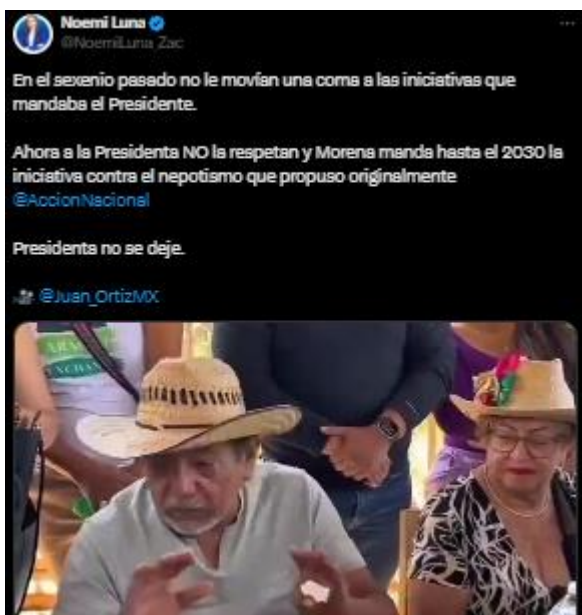 Noemi Luna
@NoemiLuna_Zac
En el sexenio pasado no le movían una coma a las iniciativas que
mandaba el Presidente.
Ahora a la Presidenta NO la respetan y Morena manda hasta el 2030 la
iniciativa contra el nepotismo que propuso originalmente
@AccionNacional
Presidenta no se deje.
@Juan_OrtizMX